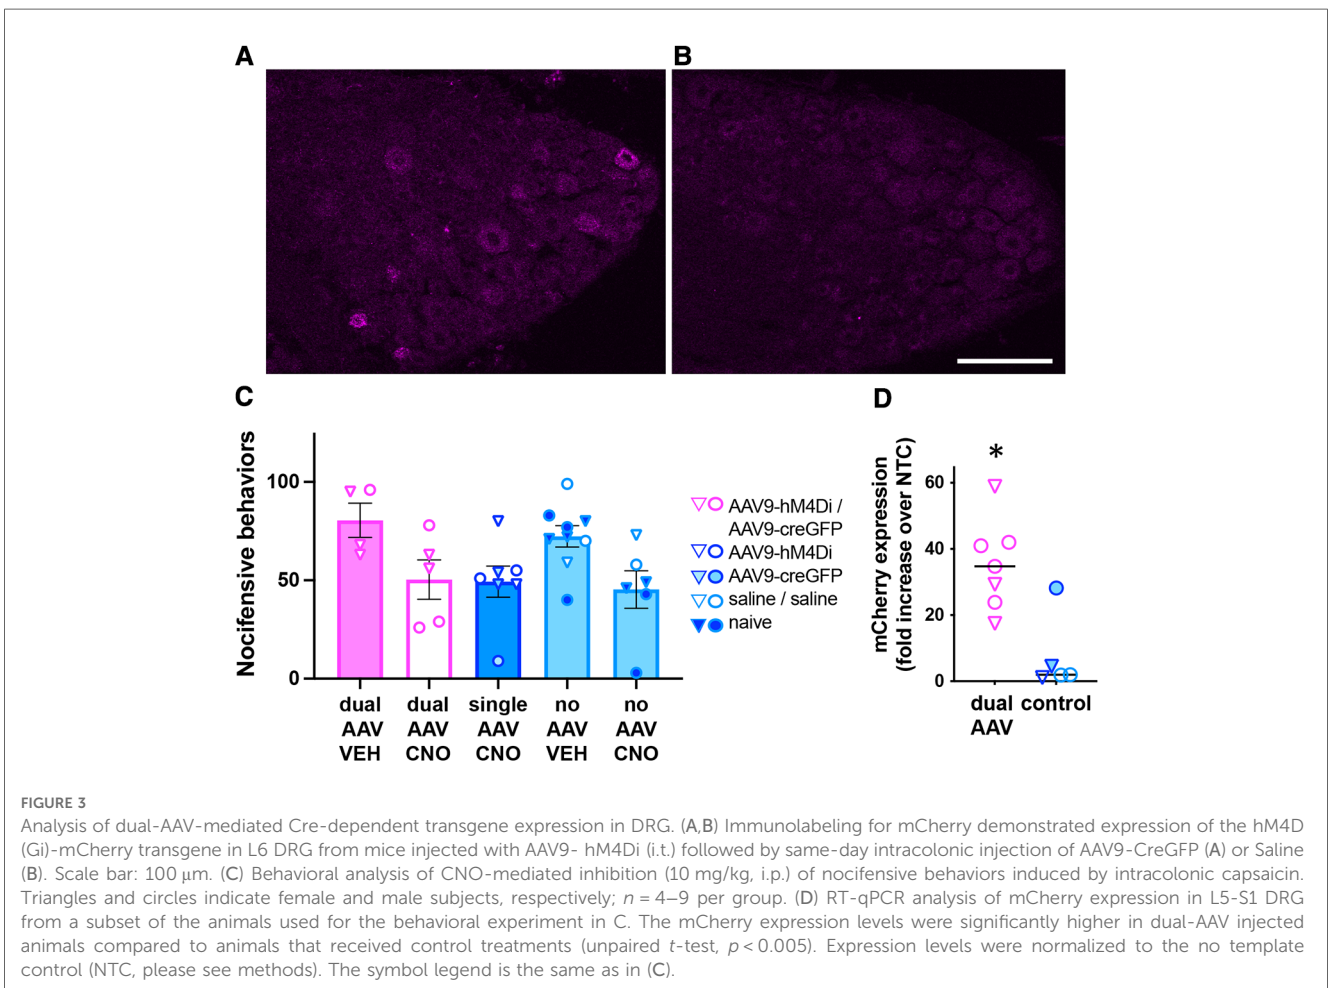 A
B
C
D
Nocifensive behaviors
100
50
0
dual AAV VEH
dual AAV CNO
single AAV CNO
no AAV VEH
no AAV CNO
AAV9-hM4Di /
AAV9-creGFP
AAV9-hM4Di
AAV9-creGFP
saline / saline
naive
mCherry expression
(fold increase over NTC)
*
60
40
20
0
dual AAV
control
FIGURE 3
Analysis of dual-AAV-mediated Cre-dependent transgene expression in DRG. (A,B) Immunolabeling for mCherry demonstrated expression of the hM4D
(Gi)-mCherry transgene in L6 DRG from mice injected with AAV9- hM4Di (i.t.) followed by same-day intracolonic injection of AAV9-CreGFP (A) or Saline
(B). Scale bar: 100 μm. (C) Behavioral analysis of CNO-mediated inhibition (10 mg/kg, i.p.) of nocifensive behaviors induced by intracolonic capsaicin.
Triangles and circles indicate female and male subjects, respectively; n = 4–9 per group. (D) RT-qPCR analysis of mCherry expression in L5-S1 DRG
from a subset of the animals used for the behavioral experiment in C. The mCherry expression levels were significantly higher in dual-AAV injected
animals compared to animals that received control treatments (unpaired t-test, p < 0.005). Expression levels were normalized to the no template
control (NTC, please see methods). The symbol legend is the same as in (C).